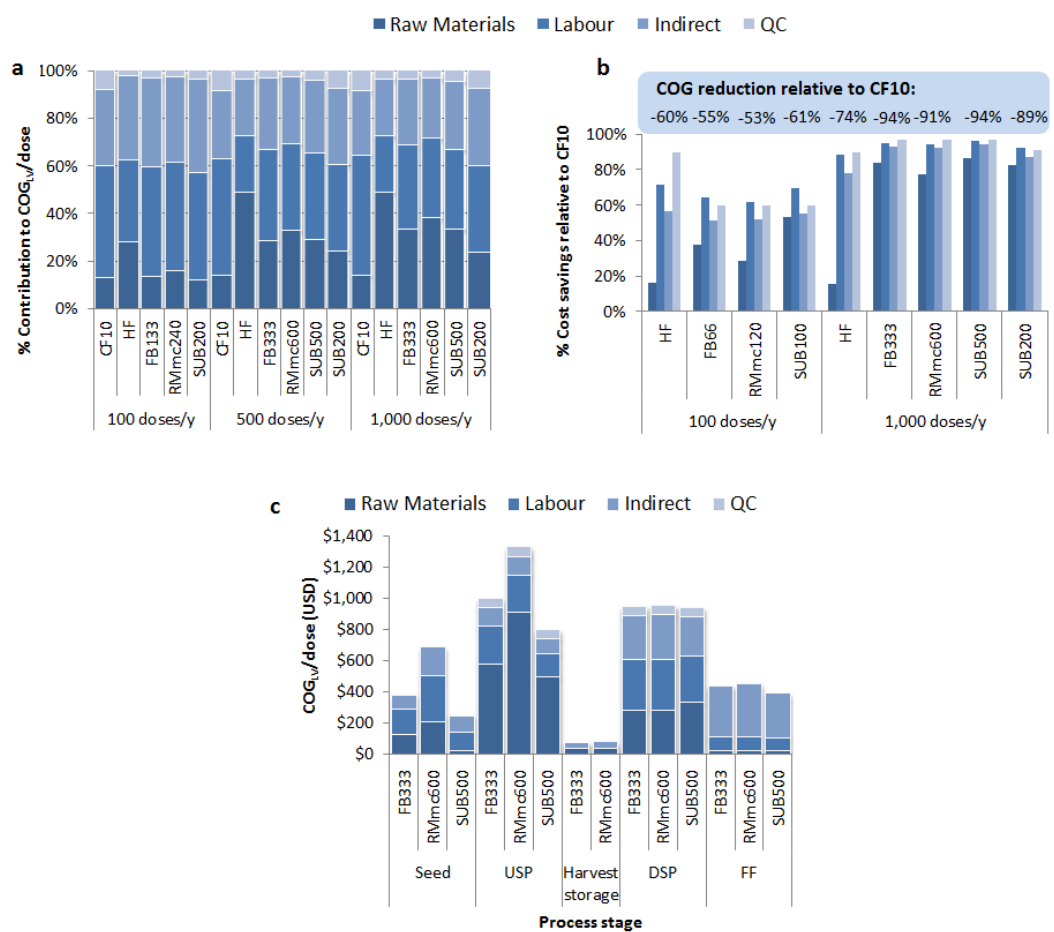 Raw Materials Labour Indirect QC
a
% Contribution to COG_LV/dose
100%
80%
60%
40%
20%
0%
CF10 HF FB133 RMmc240 SUB200 CF10 HF FB333 RMmc600 SUB500 SUB200 CF10 HF FB333 RMmc600 SUB500 SUB200
100 doses/y 500 doses/y 1,000 doses/y
b
COG reduction relative to CF10:
-60% -55% -53% -61% -74% -94% -91% -94% -89%
% Cost savings relative to CF10
100%
80%
60%
40%
20%
0%
HF FB66 RMmc120 SUB100 HF FB333 RMmc600 SUB500 SUB200
100 doses/y 1,000 doses/y
c
Raw Materials Labour Indirect QC
COG_LV/dose (USD)
$1,400
$1,200
$1,000
$800
$600
$400
$200
$0
FB333 RMmc600 SUB500 FB333 RMmc600 SUB500 FB333 RMmc600 FB333 RMmc600 SUB500 FB333 RMmc600 SUB500
Seed USP Harvest DSP FF
storage
Process stage